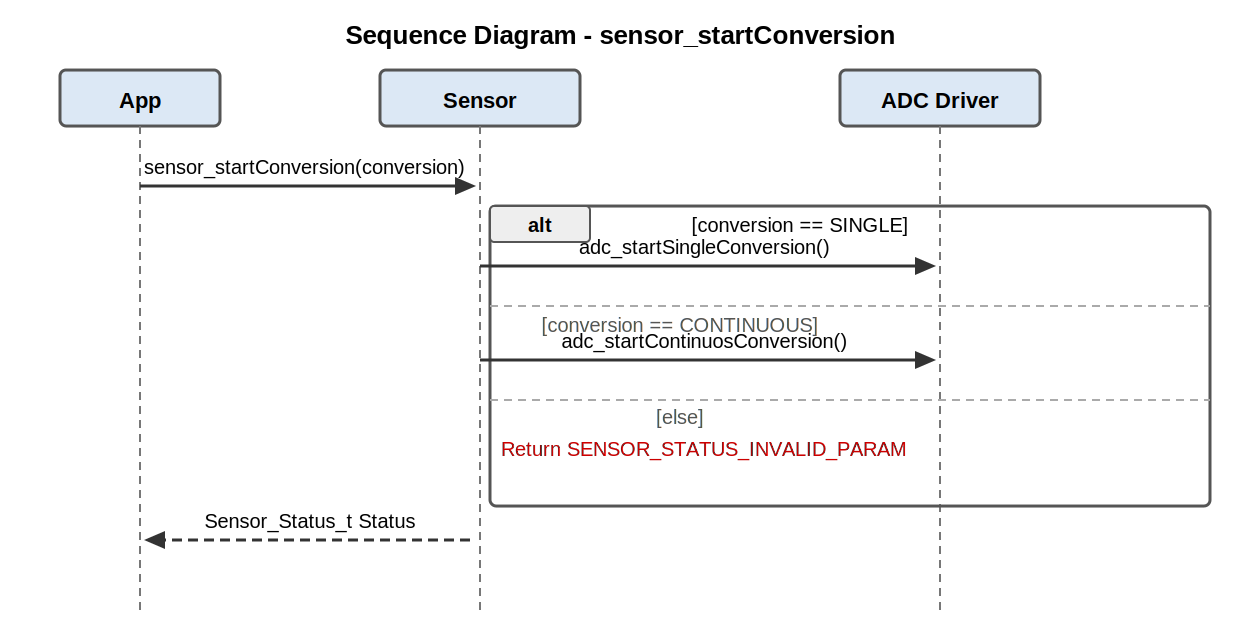 Sequence Diagram - sensor_startConversion
App
Sensor
ADC Driver
sensor_startConversion(conversion)
alt
[conversion == SINGLE]
adc_startSingleConversion()
[conversion == CONTINUOUS]
adc_startContinuosConversion()
[else]
Return SENSOR_STATUS_INVALID_PARAM
Sensor_Status_t Status